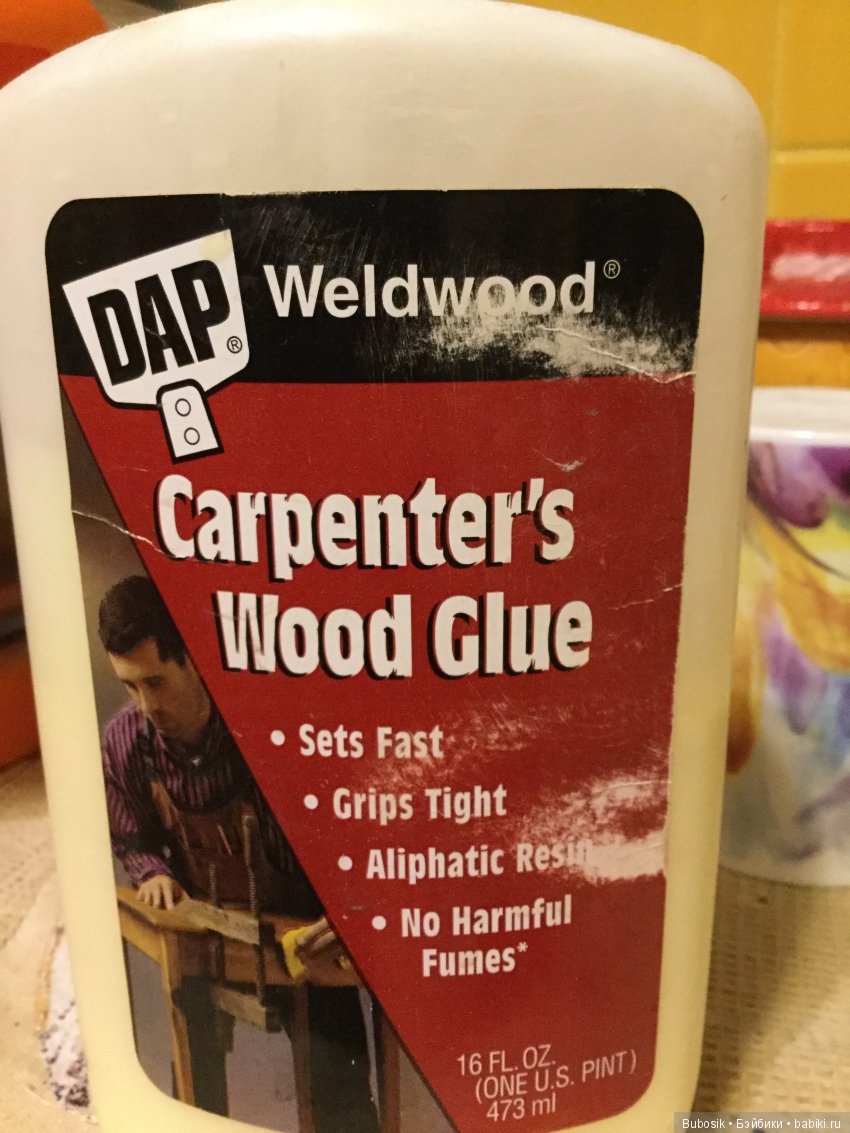 DAP®
Weldwood®
Carpenter's
Wood Glue
• Sets Fast
• Grips Tight
• Aliphatic Resin
• No Harmful
Fumes*
16 FL. OZ.
(ONE U.S. PINT)
473 ml
Bubosik • Бэйбики • babiki.ru